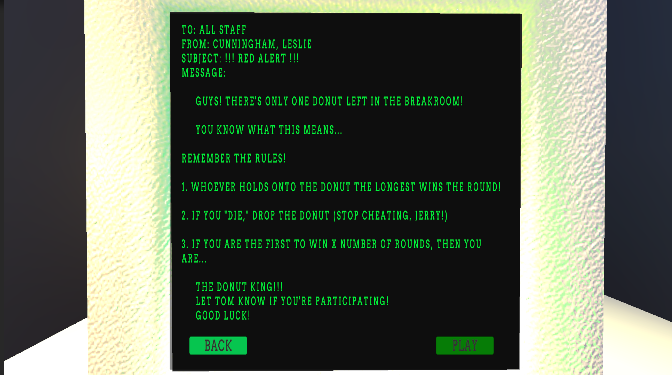 TO: ALL STAFF
FROM: CUNNINGHAM, LESLIE
SUBJECT: !!! RED ALERT !!!
MESSAGE:
GUYS! THERE'S ONLY ONE DONUT LEFT IN THE BREAKROOM!
YOU KNOW WHAT THIS MEANS...
REMEMBER THE RULES!
1. WHOEVER HOLDS ONTO THE DONUT THE LONGEST WINS THE ROUND!
2. IF YOU "DIE," DROP THE DONUT (STOP CHEATING, JERRY!)
3. IF YOU ARE THE FIRST TO WIN X NUMBER OF ROUNDS, THEN YOU
ARE...
THE DONUT KING!!!
LET TOM KNOW IF YOU'RE PARTICIPATING!
GOOD LUCK!
BACK
PLAY